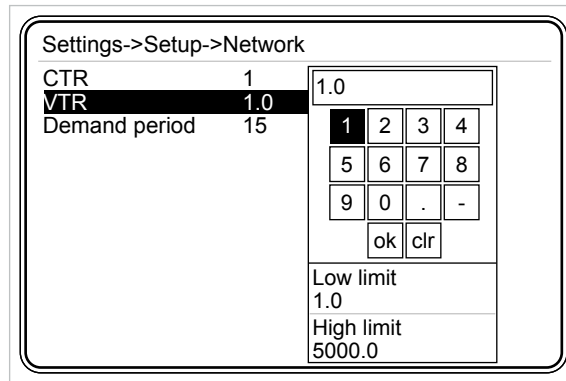 Settings->Setup->Network
CTR 1
VTR 1.0
Demand period 15
1.0
1 2 3 4
5 6 7 8
9 0 . -
ok clr
Low limit
1.0
High limit
5000.0